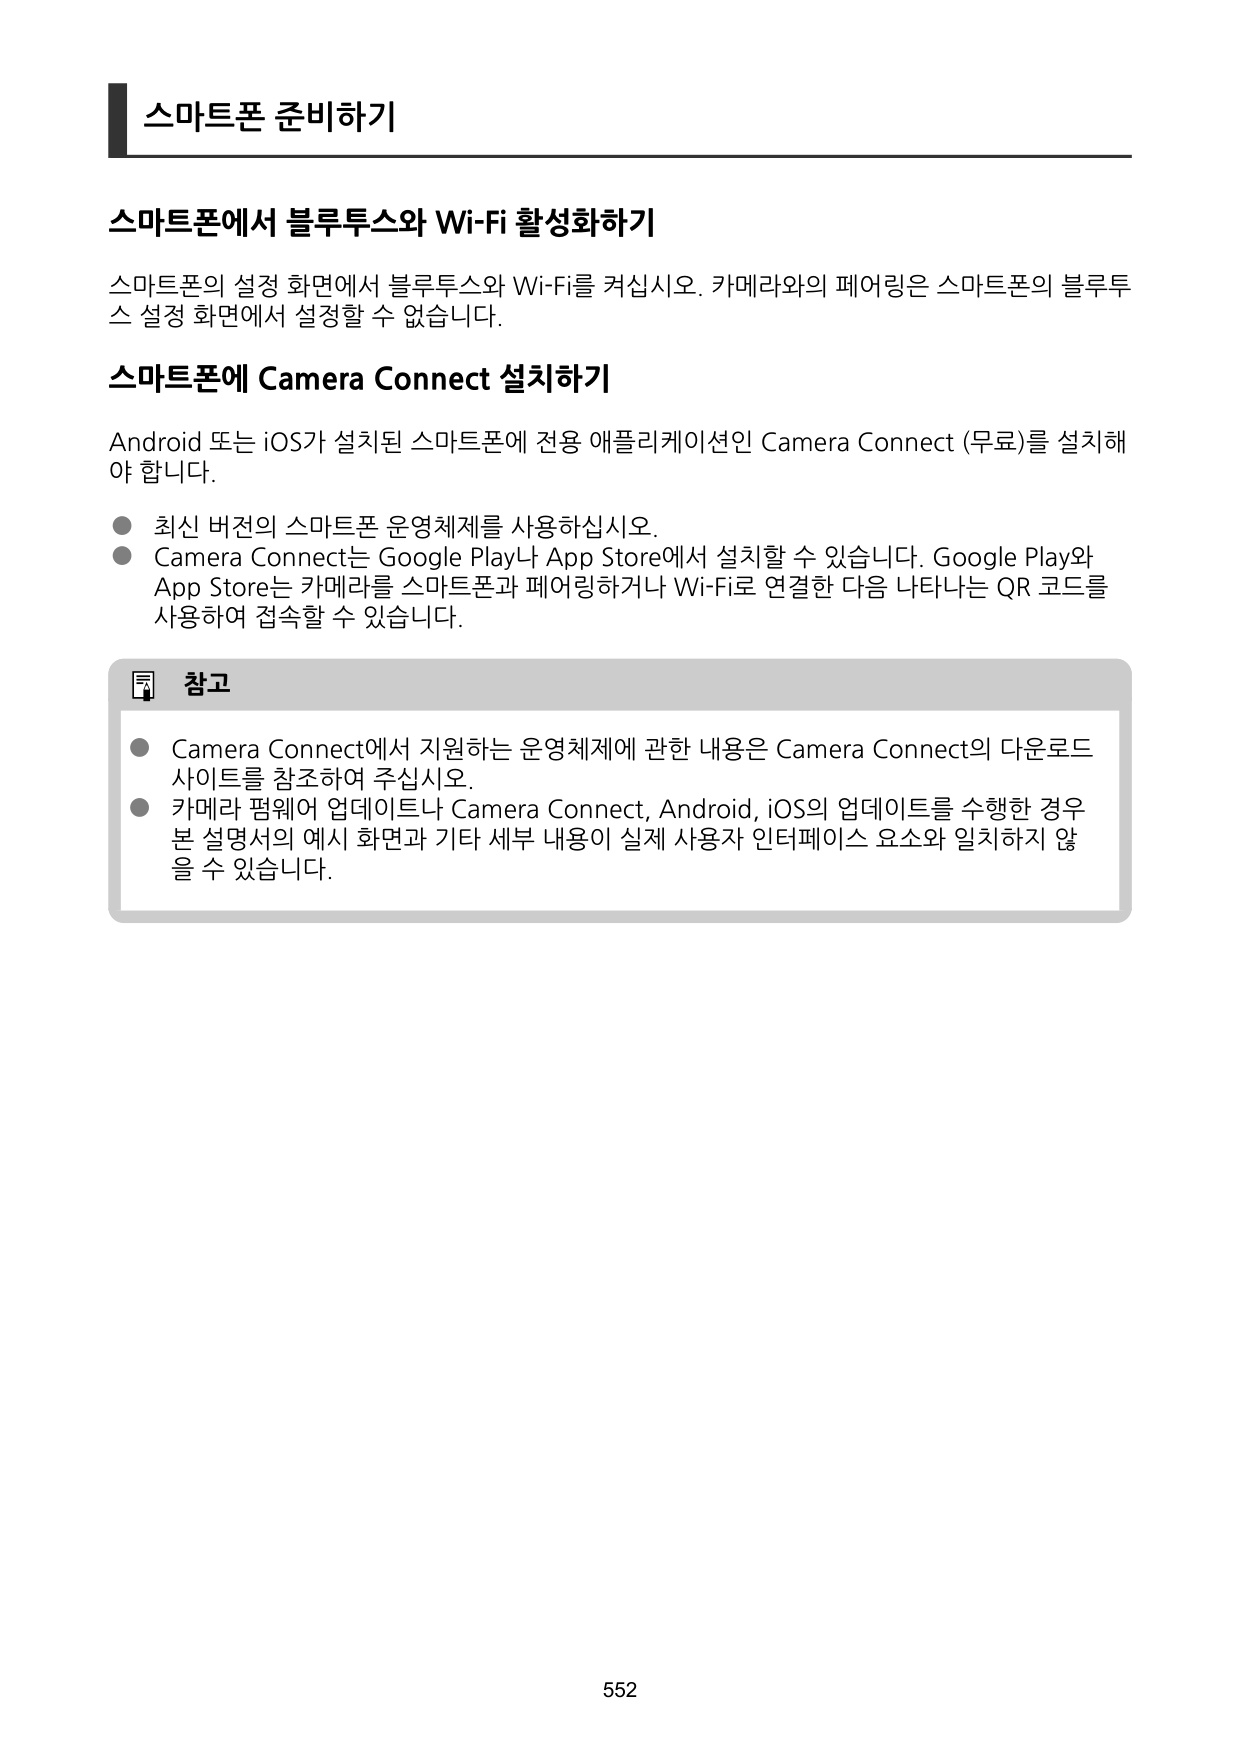 스마트폰 준비하기
스마트폰에서 블루투스와 Wi-Fi 활성화하기
스마트폰의 설정 화면에서 블루투스와 Wi-Fi를 켜십시오. 카메라와의 페어링은 스마트폰의 블루투
스 설정 화면에서 설정할 수 없습니다.
스마트폰에 Camera Connect 설치하기
Android 또는 iOS가 설치된 스마트폰에 전용 애플리케이션인 Camera Connect (무료)를 설치해
야 합니다.
● 최신 버전의 스마트폰 운영체제를 사용하십시오.
● Camera Connect는 Google Play나 App Store에서 설치할 수 있습니다. Google Play와
App Store는 카메라를 스마트폰과 페어링하거나 Wi-Fi로 연결한 다음 나타나는 QR 코드를
사용하여 접속할 수 있습니다.
참고
● Camera Connect에서 지원하는 운영체제에 관한 내용은 Camera Connect의 다운로드
사이트를 참조하여 주십시오.
● 카메라 펌웨어 업데이트나 Camera Connect, Android, iOS의 업데이트를 수행한 경우
본 설명서의 예시 화면과 기타 세부 내용이 실제 사용자 인터페이스 요소와 일치하지 않
을 수 있습니다.
552